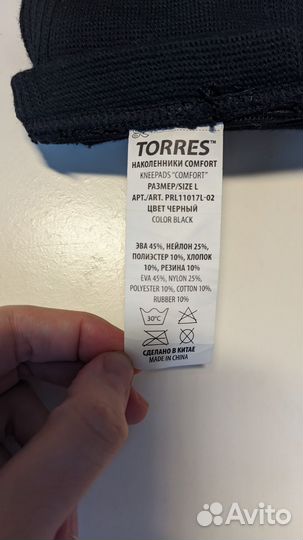 TORRES™
НАКОЛЕННИКИ COMFORT
KNEEPADS "COMFORT"
РАЗМЕР/SIZE L
АРТ./ART. PRL11017L-02
ЦВЕТ ЧЕРНЫЙ
COLOR BLACK
ЭВА 45%, НЕЙЛОН 25%,
ПОЛИЭСТЕР 10%, ХЛОПОК
10%, РЕЗИНА 10%
EVA 45%, NYLON 25%,
POLYESTER 10%, COTTON 10%,
RUBBER 10%
30°C
СДЕЛАНО В КИТАЕ
MADE IN CHINA
Avito